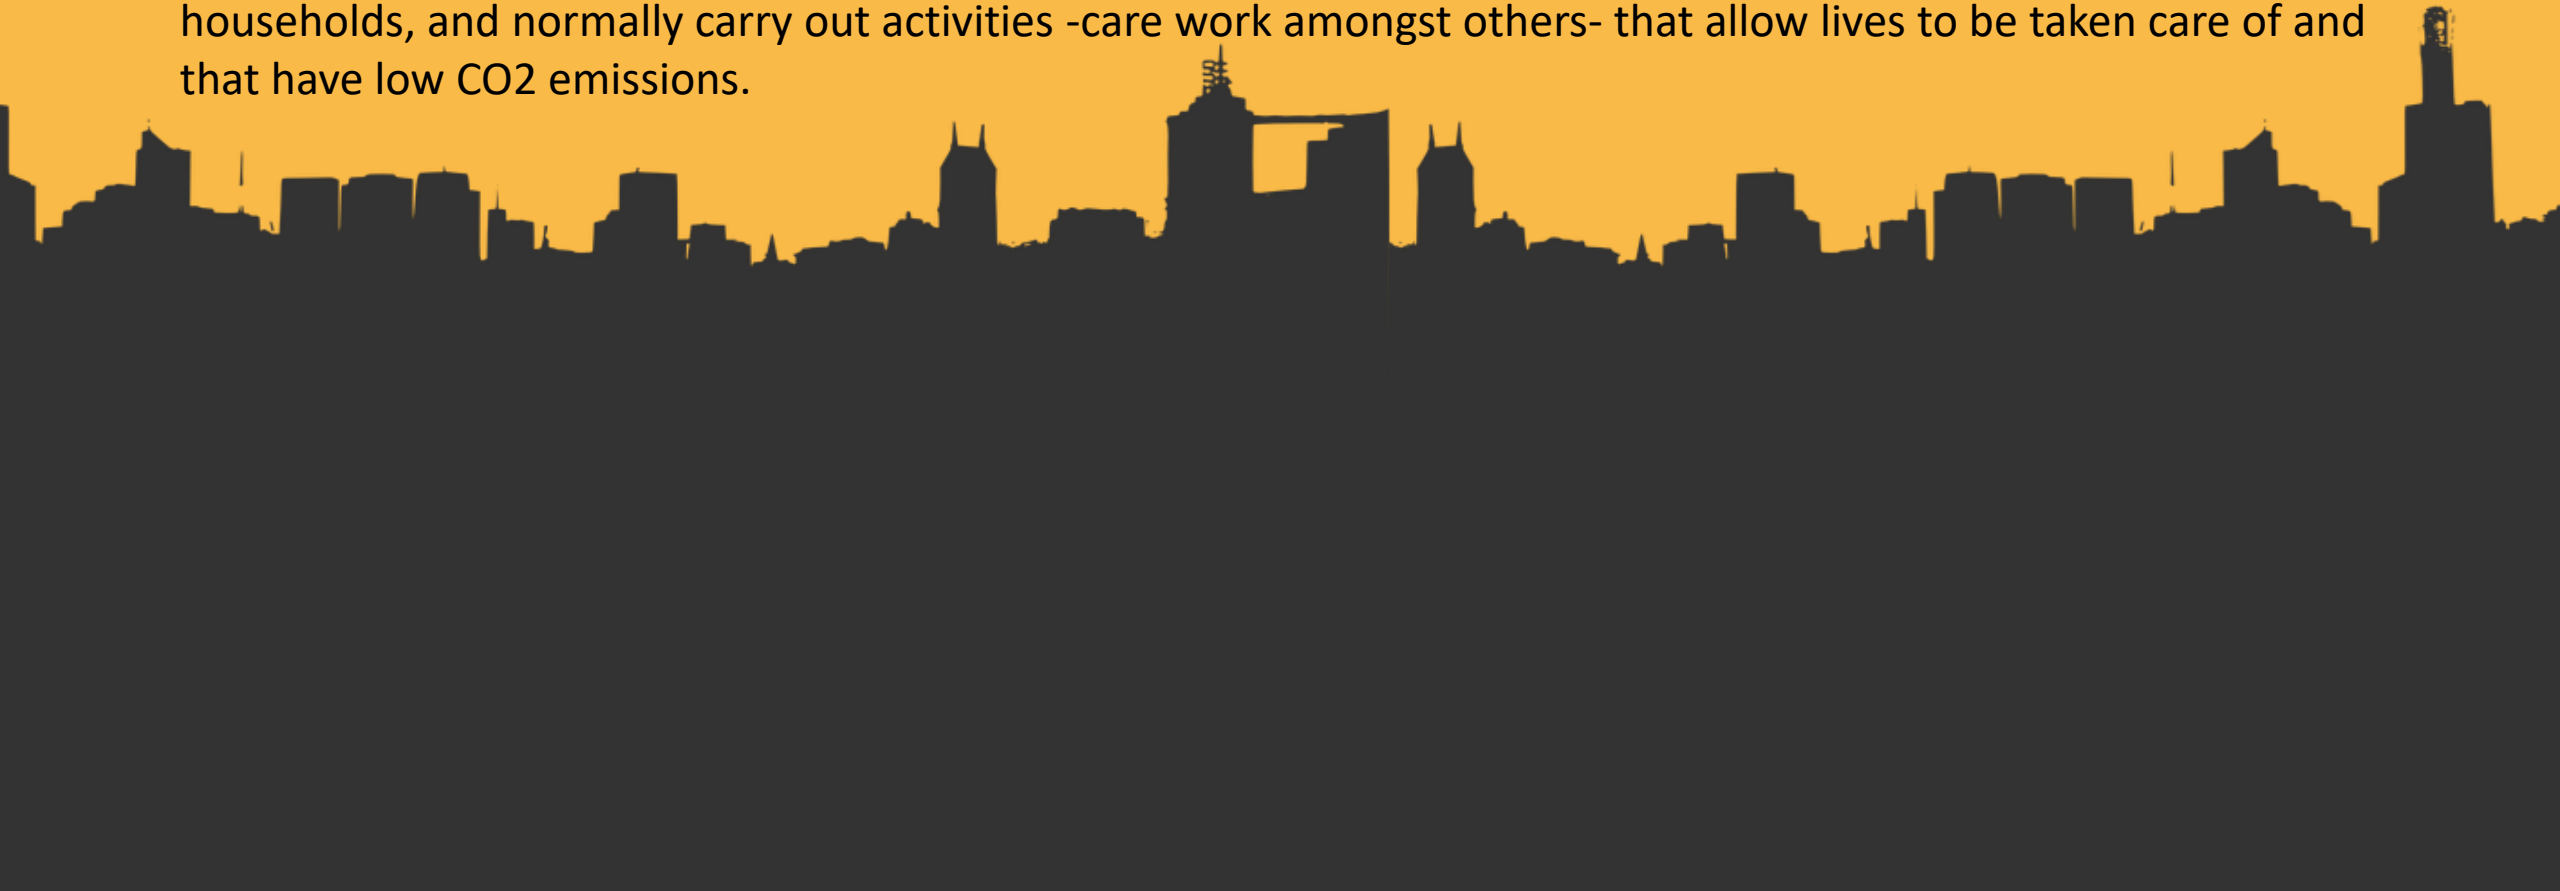 households, and normally carry out activities -care work amongst others- that allow lives to be taken care of and
that have low CO2 emissions.